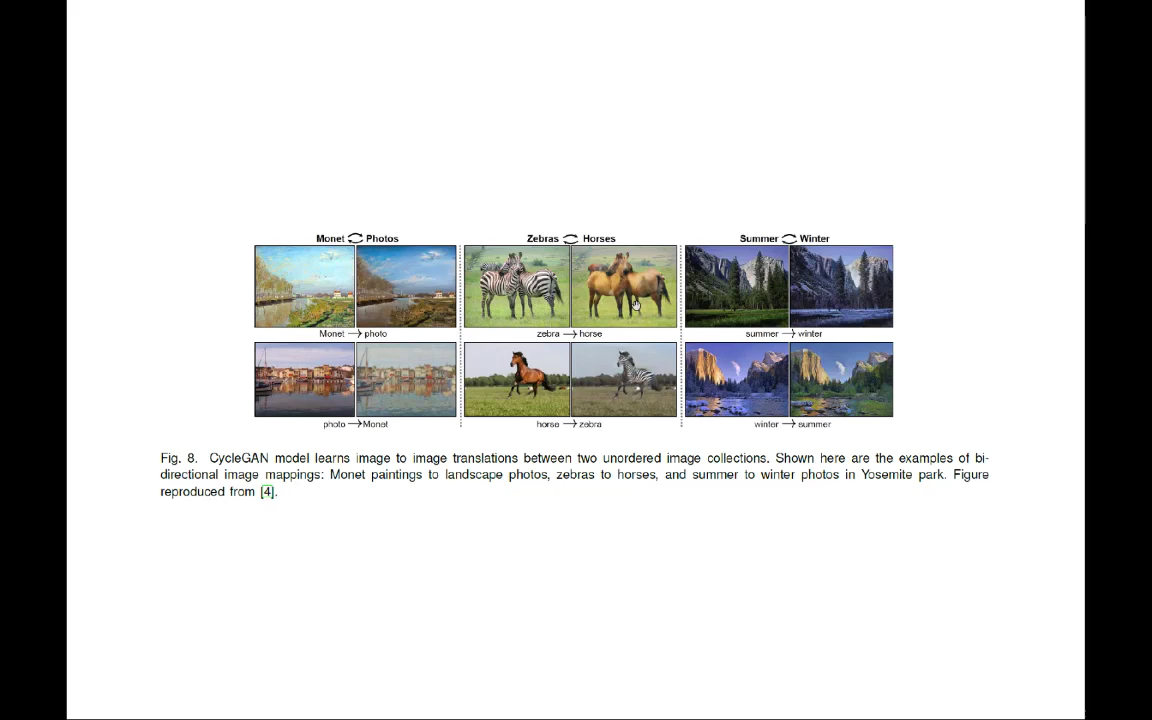 Monet Photos
Zebras Horses
Summer Winter
Monet → photo
zebra → horse
summer → winter
photo → Monet
horse → zebra
winter → summer
Fig. 8. CycleGAN model learns image to image translations between two unordered image collections. Shown here are the examples of bi-
directional image mappings: Monet paintings to landscape photos, zebras to horses, and summer to winter photos in Yosemite park. Figure
reproduced from [4].